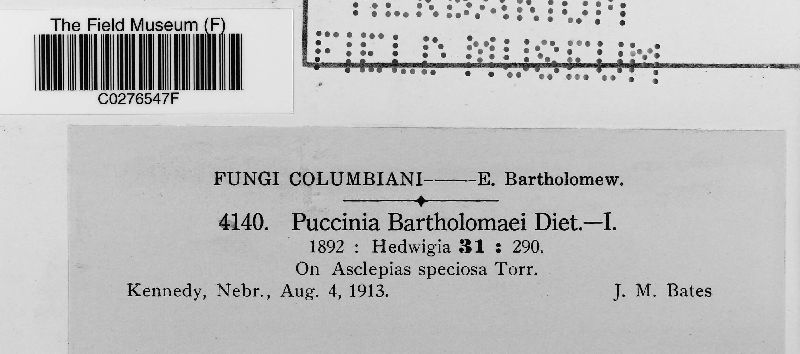 HERBARIUM
FIELD MUSEUM
The Field Museum (F)
C0276547F
FUNGI COLUMBIANI——E. Bartholomew.
4140. Puccinia Bartholomaei Diet.—I.
1892 : Hedwigia 31 : 290.
On Asclepias speciosa Torr.
Kennedy, Nebr., Aug. 4, 1913. J. M. Bates